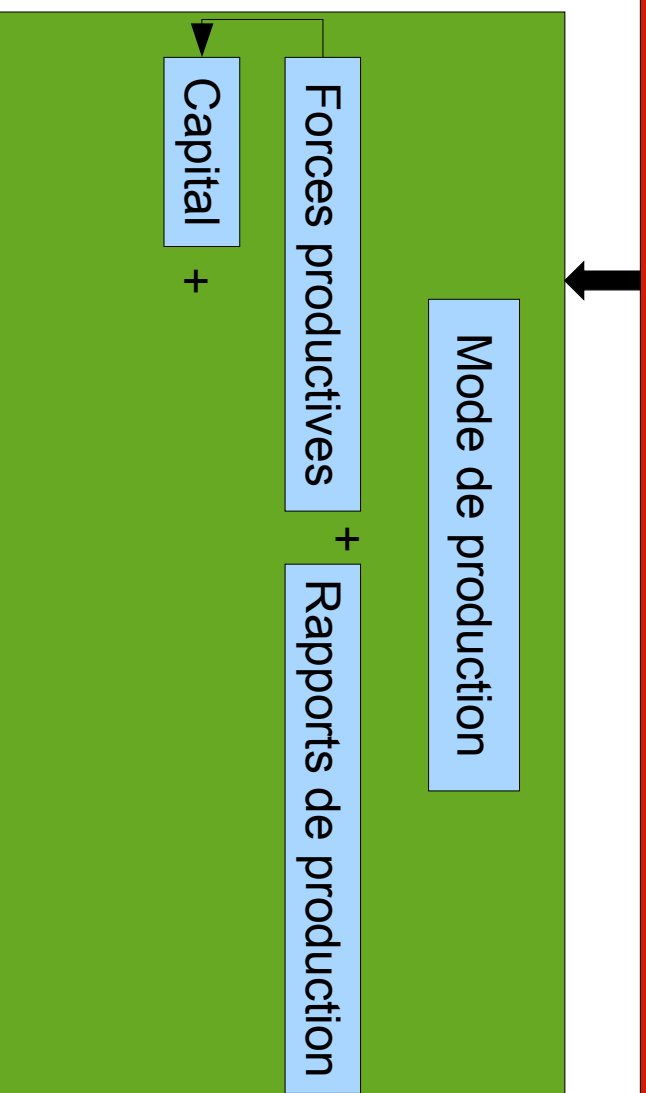 Mode de production
Forces productives + Rapports de production
Capital +